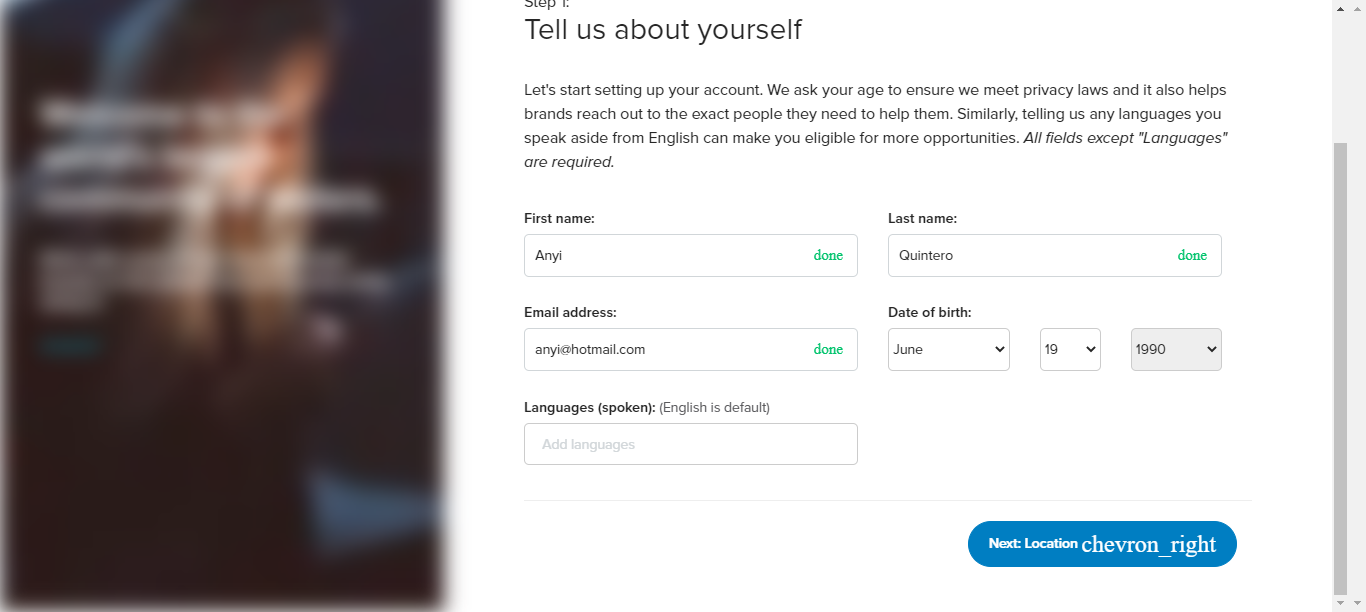 Step 1:
Tell us about yourself
Let's start setting up your account. We ask your age to ensure we meet privacy laws and it also helps
brands reach out to the exact people they need to help them. Similarly, telling us any languages you
speak aside from English can make you eligible for more opportunities. All fields except "Languages"
are required.
First name:
Last name:
Anyi done
Quintero done
Email address:
Date of birth:
anyi@hotmail.com done
June 19 1990
Languages (spoken): (English is default)
Add languages
Next: Location chevron_right